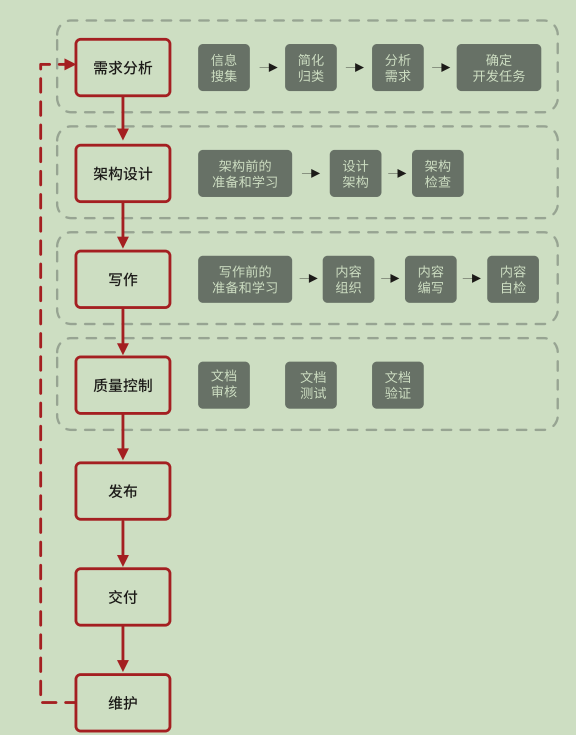 需求分析
信息
搜集
简化
归类
分析
需求
确定
开发任务
架构设计
架构前的
准备和学习
设计
架构
架构
检查
写作
写作前的
准备和学习
内容
组织
内容
编写
内容
自检
质量控制
文档
审核
文档
测试
文档
验证
发布
交付
维护